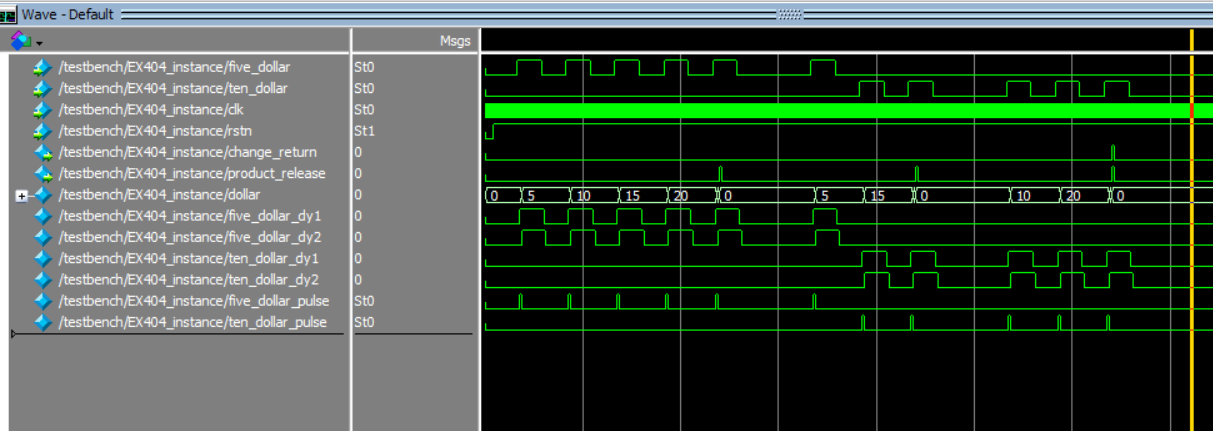 Wave - Default
Msgs
/testbench/EX404_instance/five_dollar St0
/testbench/EX404_instance/ten_dollar St0
/testbench/EX404_instance/clk St0
/testbench/EX404_instance/rstn St1
/testbench/EX404_instance/change_return 0
/testbench/EX404_instance/product_release 0
/testbench/EX404_instance/dollar 0 0 5 10 15 20 0 5 15 0 10 20 0
/testbench/EX404_instance/five_dollar_dy1 0
/testbench/EX404_instance/five_dollar_dy2 0
/testbench/EX404_instance/ten_dollar_dy1 0
/testbench/EX404_instance/ten_dollar_dy2 0
/testbench/EX404_instance/five_dollar_pulse St0
/testbench/EX404_instance/ten_dollar_pulse St0